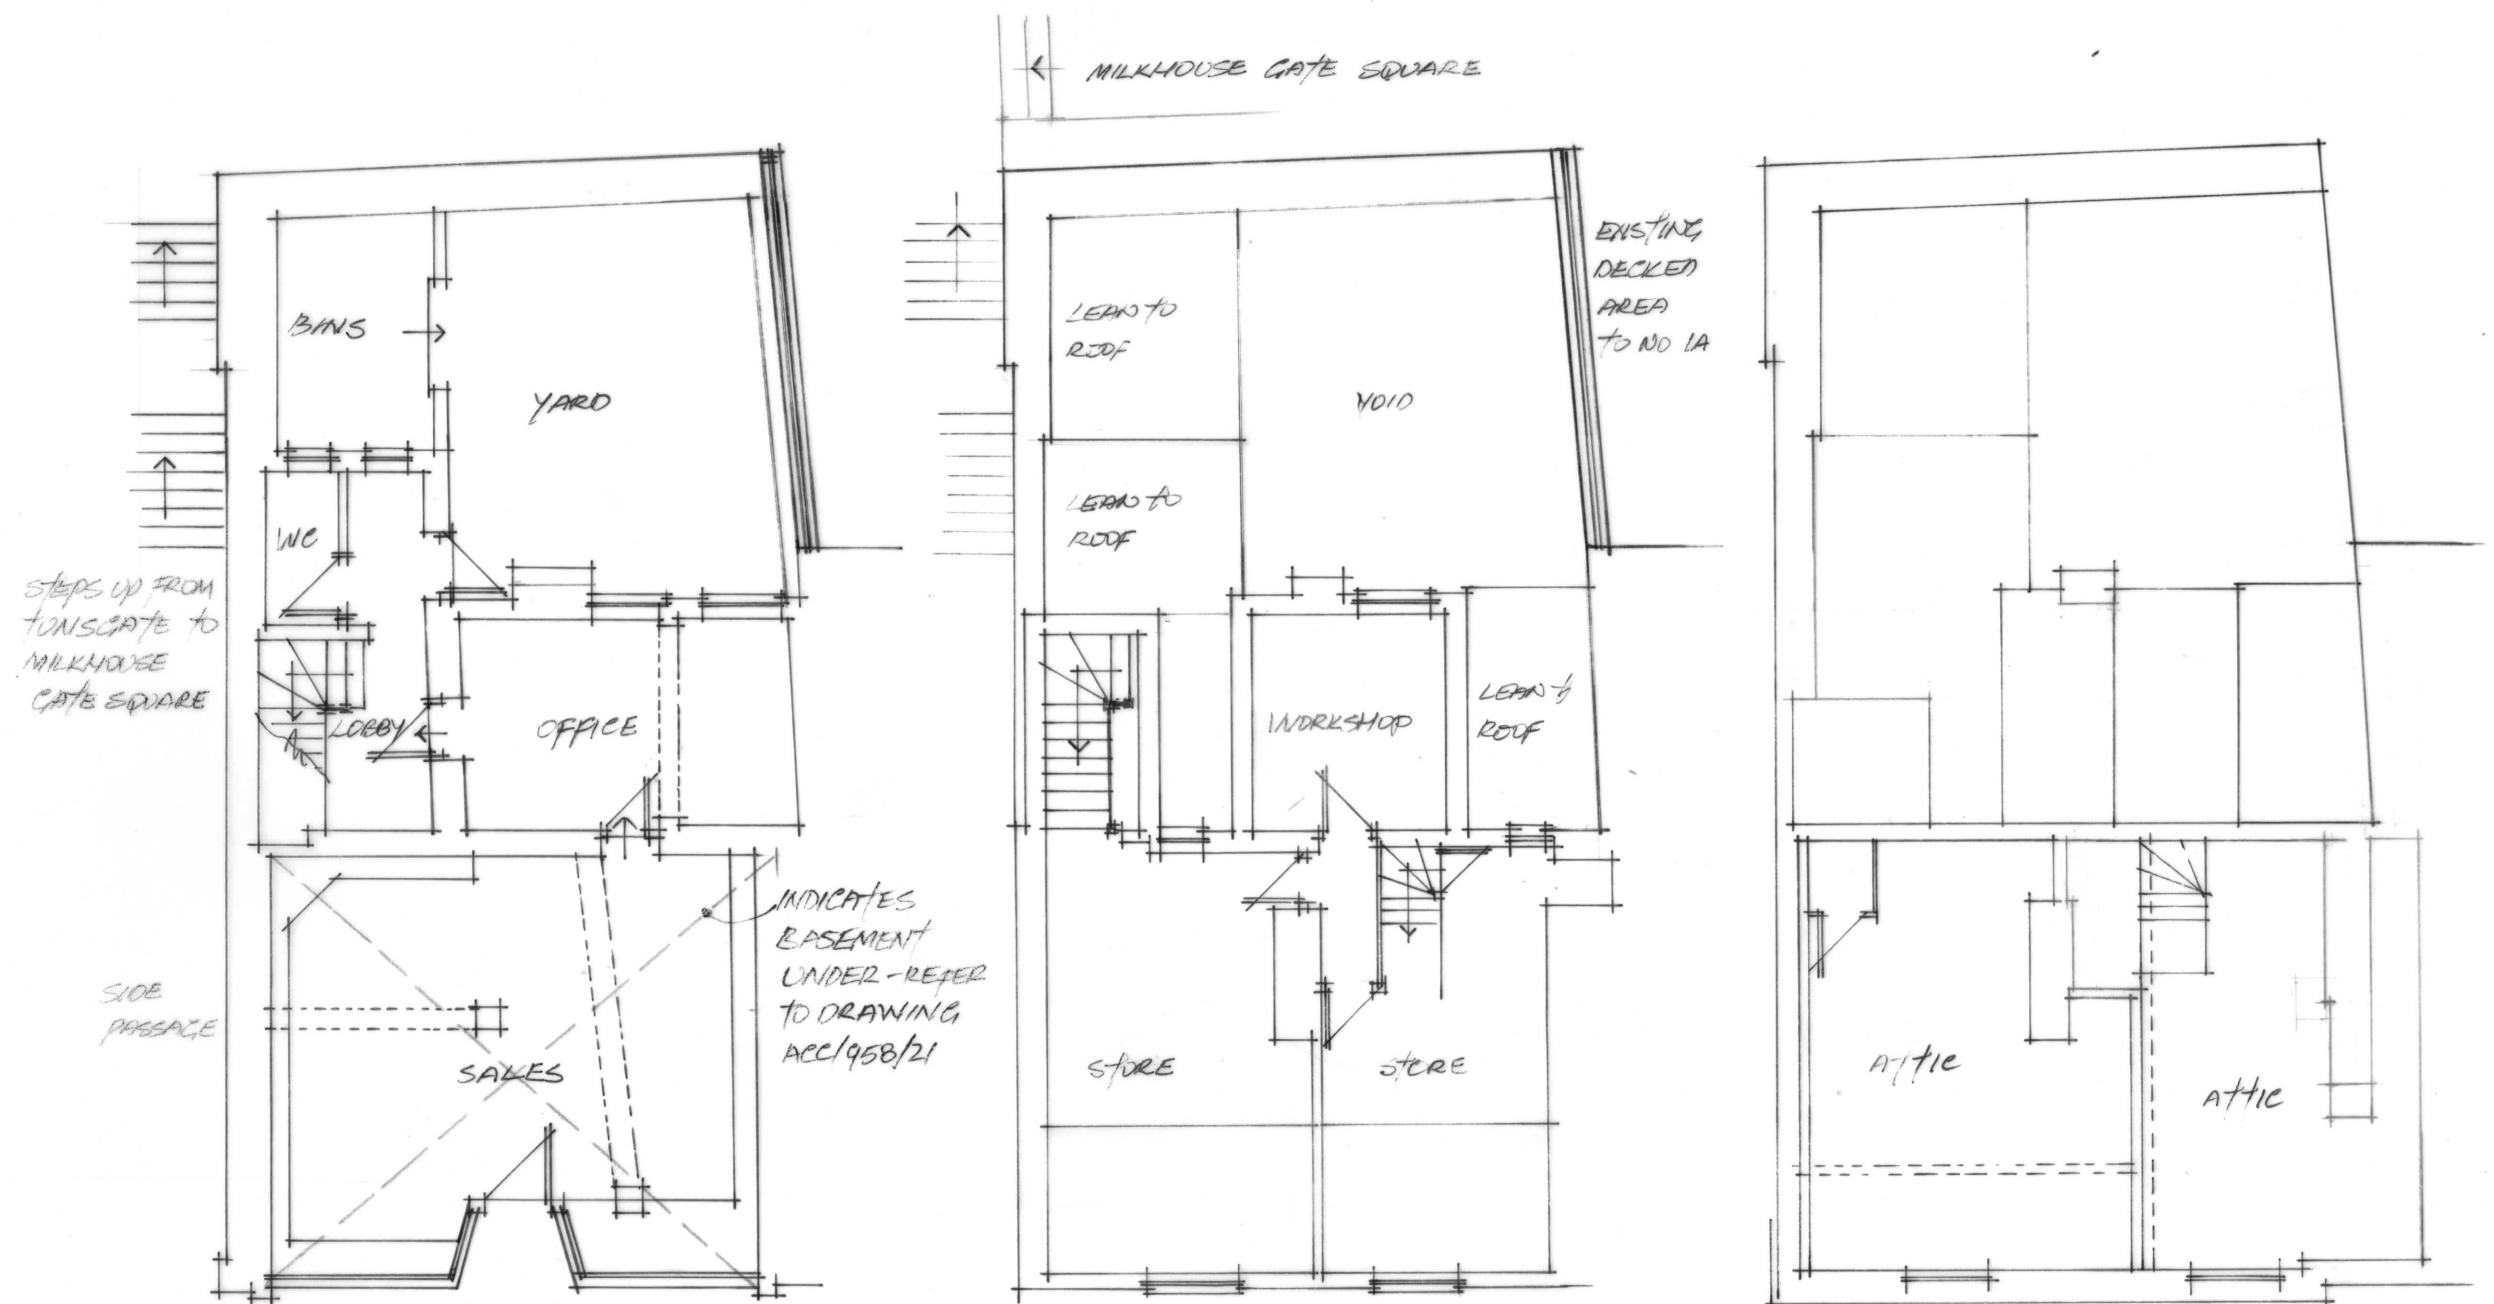 MILKHOUSE GATE SQUARE
BINS
YARD
WC
STEPS UP FROM
TUNSGATE TO
MILKHOUSE
GATE SQUARE
LOBBY
OFFICE
INDICATES
BASEMENT
UNDER - REFER
TO DRAWING
ACC/958/21
SIDE
PASSAGE
SALES
LEAN TO
ROOF
VOID
EXISTING
DECKED
AREA
TO NO 1A
LEAN TO
ROOF
WORKSHOP
LEAN TO
ROOF
STORE
STORE
ATTIC
ATTIC